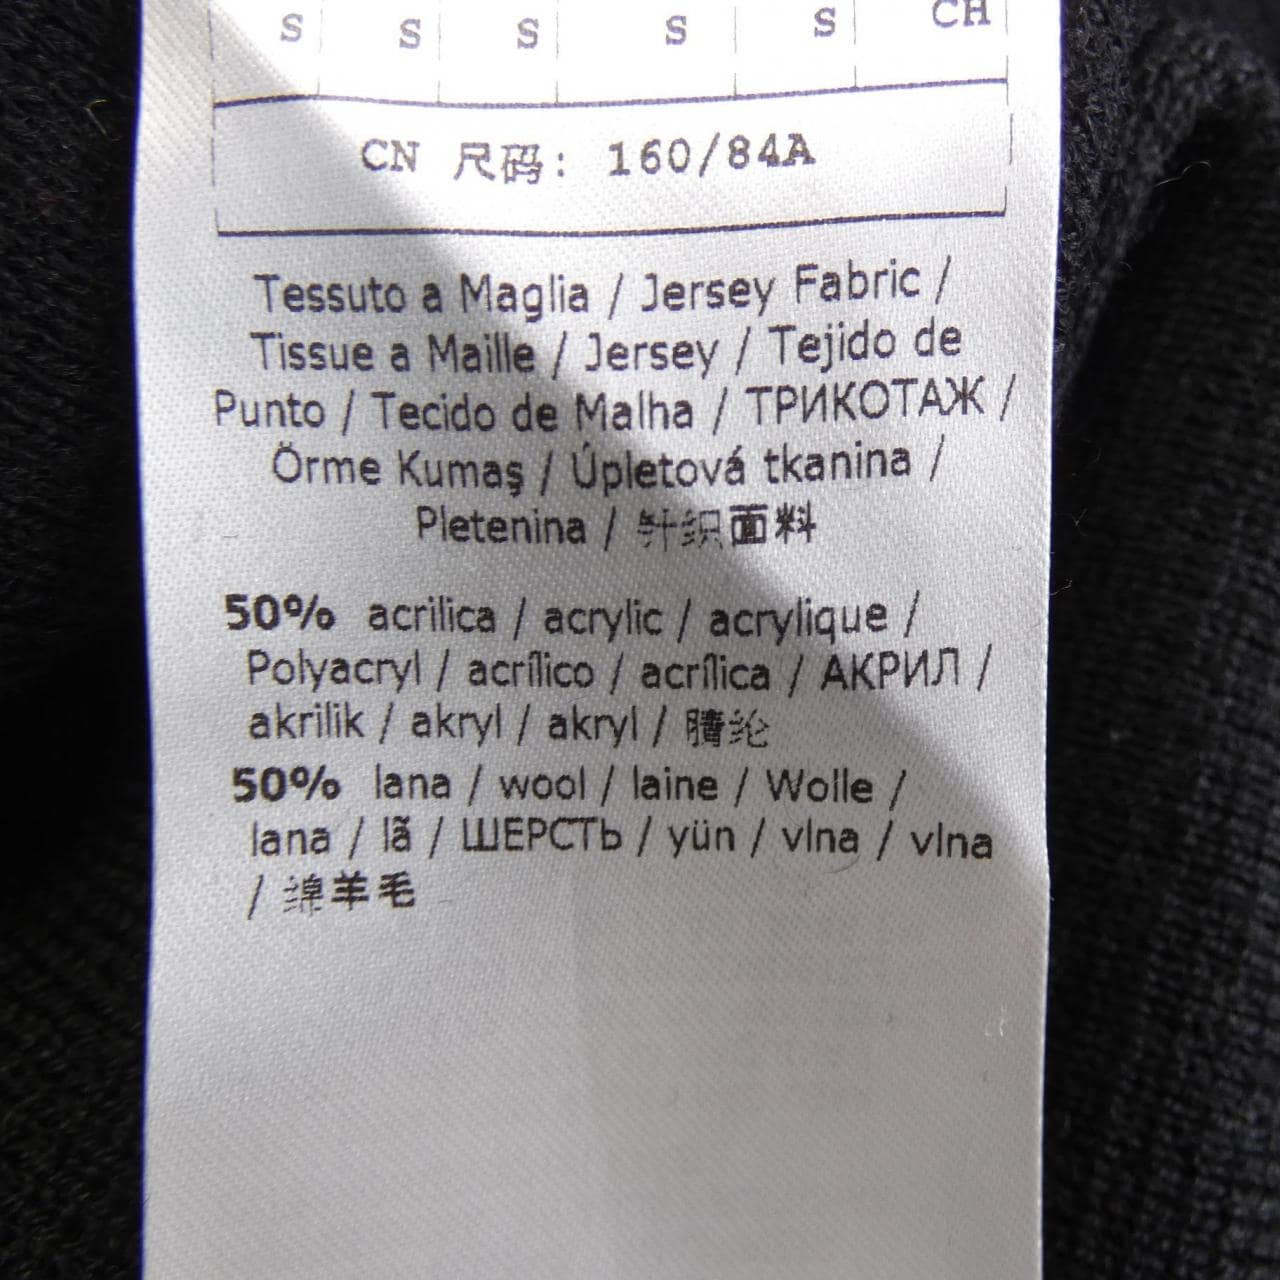 S S S S S CH
CN 尺码: 160/84A
Tessuto a Maglia / Jersey Fabric /
Tissue a Maille / Jersey / Tejido de
Punto / Tecido de Malha / ТРИКОТАЖ /
Örme Kumaş / Úpletová tkanina /
Pletenina / 针织面料
50% acrilica / acrylic / acrylique /
Polyacryl / acrílico / acrílica / АКРИЛ /
akrilik / akryl / akryl / 腈纶
50% lana / wool / laine / Wolle /
lana / lã / ШЕРСТЬ / yün / vlna / vlna
/ 绵羊毛